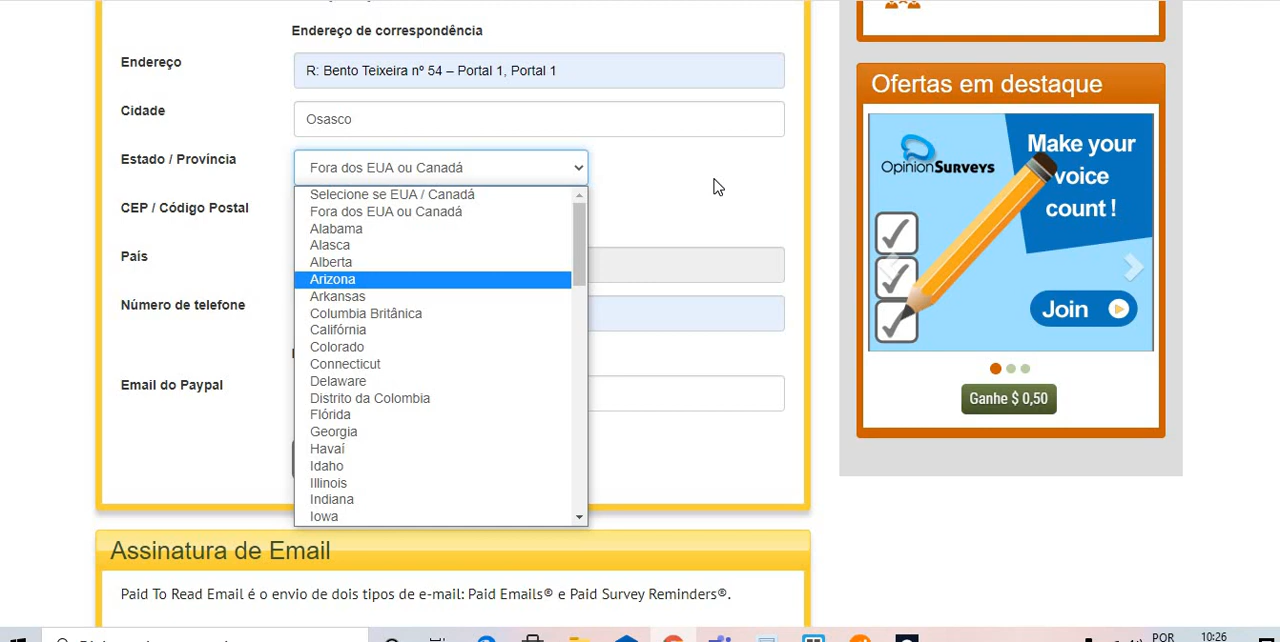 Endereço de correspondência
Endereço
R: Bento Teixeira nº 54 – Portal 1, Portal 1
Cidade
Osasco
Estado / Província
Fora dos EUA ou Canadá
Selecione se EUA / Canadá
Fora dos EUA ou Canadá
Alabama
Alasca
Alberta
Arizona
Arkansas
Columbia Britânica
Califórnia
Colorado
Connecticut
Delaware
Distrito da Colombia
Flórida
Georgia
Havaí
Idaho
Illinois
Indiana
Iowa
CEP / Código Postal
País
Número de telefone
Email do Paypal
Assinatura de Email
Paid To Read Email é o envio de dois tipos de e-mail: Paid Emails® e Paid Survey Reminders®.
Ofertas em destaque
OpinionSurveys
Make your
voice
count !
Join
Ganhe $ 0,50
POR
10:26